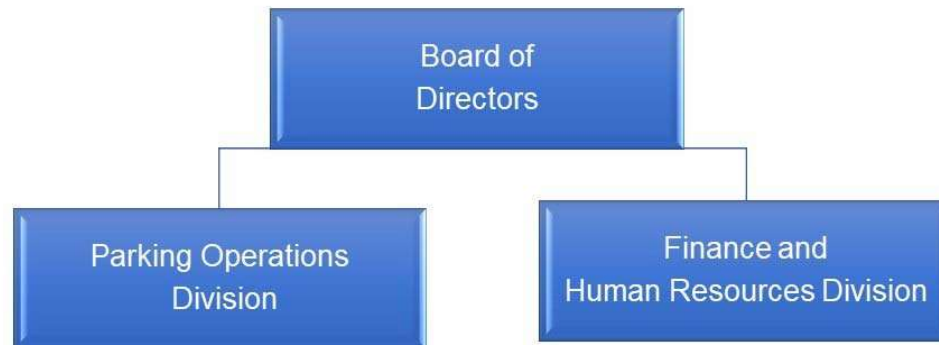 Board of
Directors
Parking Operations
Division
Finance and
Human Resources Division